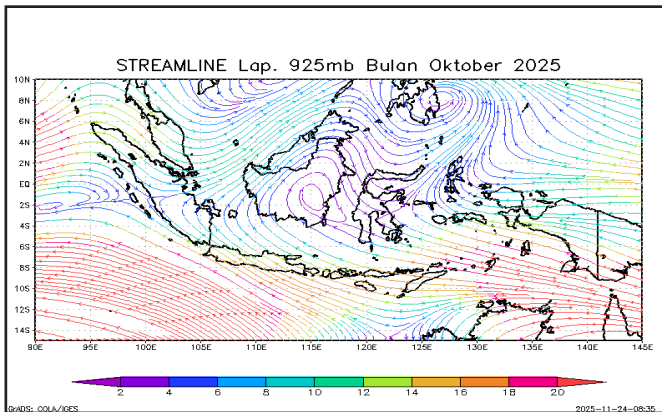 STREAMLINE Lap. 925mb Bulan Oktober 2025
10N
8N
6N
4N
2N
EQ
2S
4S
6S
8S
10S
12S
14S
90E 95E 100E 105E 110E 115E 120E 125E 130E 135E 140E 145E
2 4 6 8 10 12 14 16 18 20
GrADS: COLA/IGES 2025-11-24-08:35